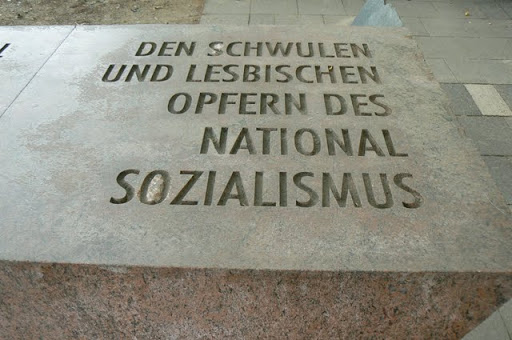 DEN SCHWULEN
UND LESBISCHEN
OPFERN DES
NATIONAL
SOZIALISMUS